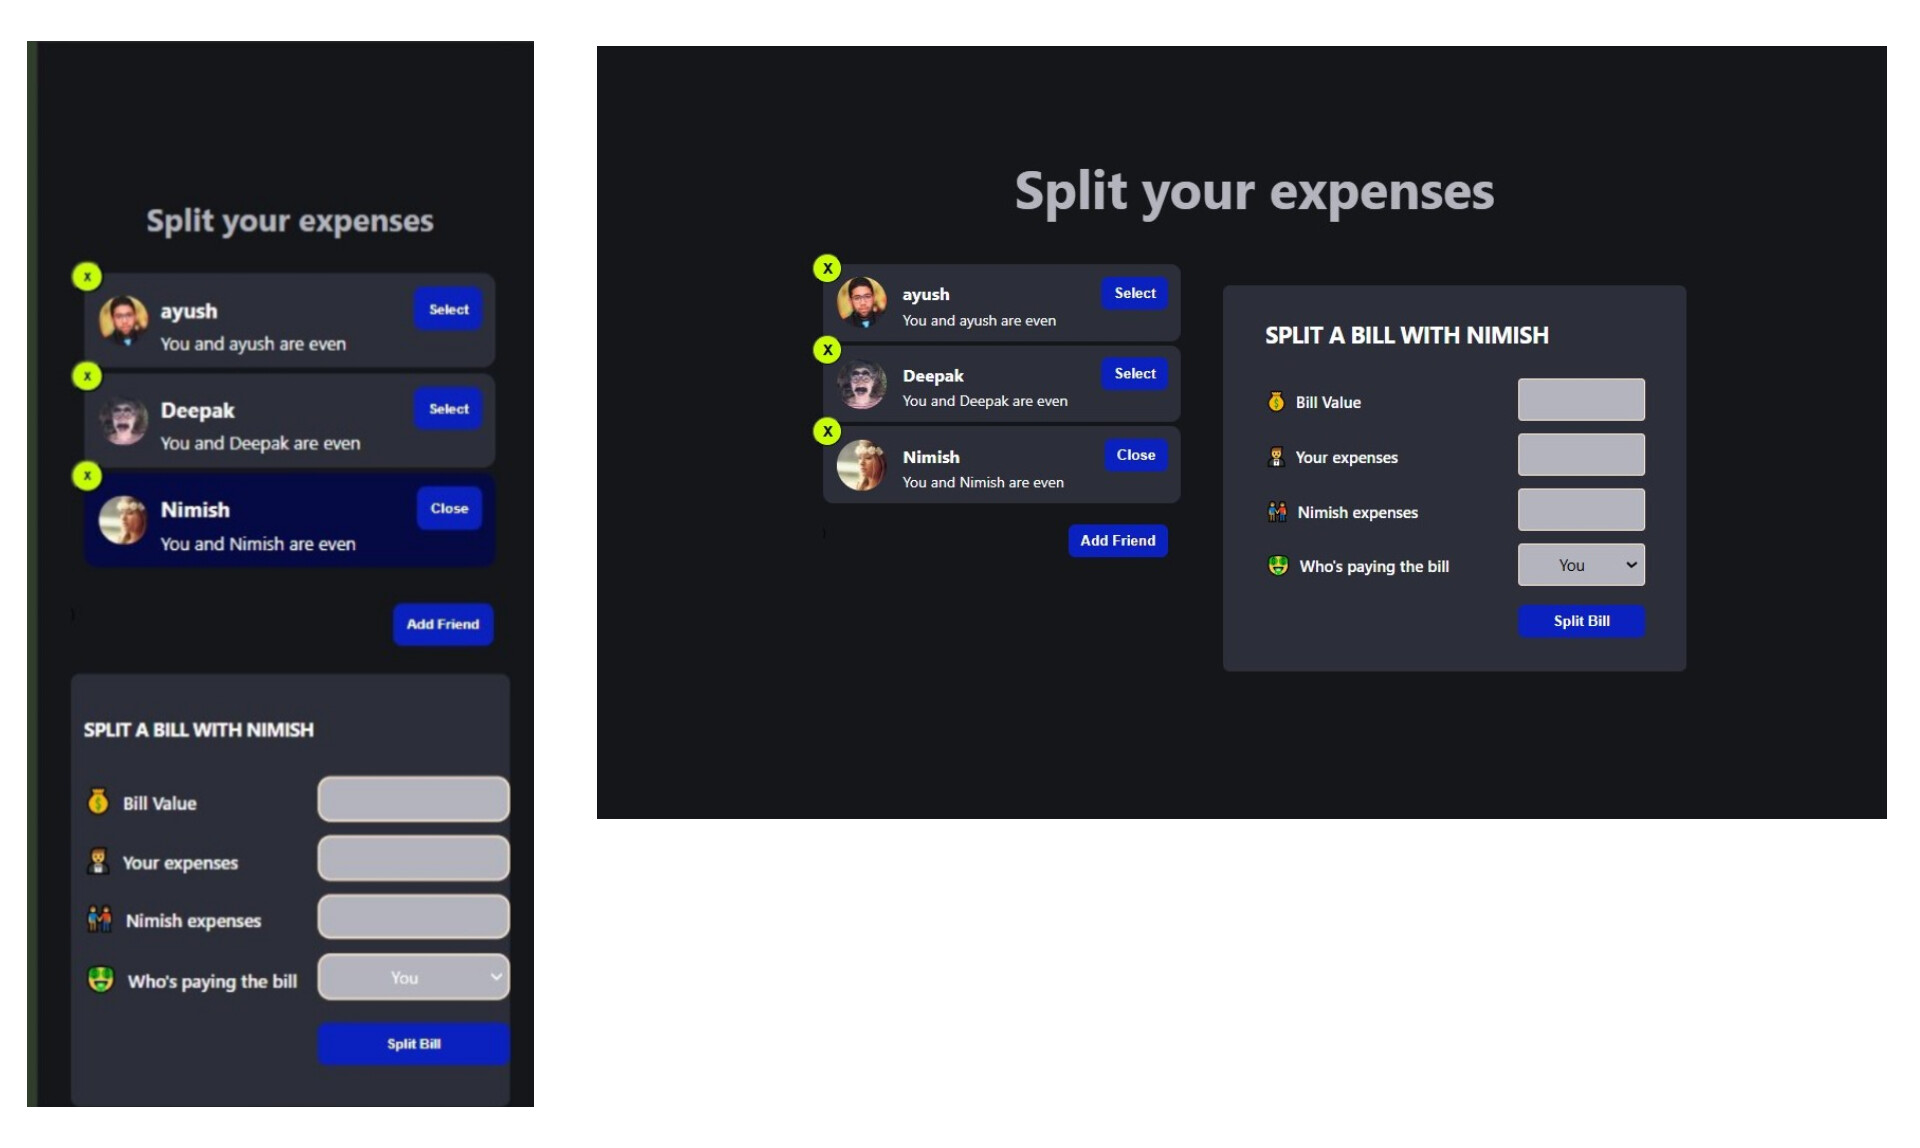 Split your expenses
X
ayush
Select
You and ayush are even
X
Deepak
Select
You and Deepak are even
X
Nimish
Close
You and Nimish are even
Add Friend
SPLIT A BILL WITH NIMISH
Bill Value
Your expenses
Nimish expenses
Who's paying the bill
You
Split Bill
Split your expenses
X
ayush
Select
You and ayush are even
X
Deepak
Select
You and Deepak are even
X
Nimish
Close
You and Nimish are even
Add Friend
SPLIT A BILL WITH NIMISH
Bill Value
Your expenses
Nimish expenses
Who's paying the bill
You
Split Bill